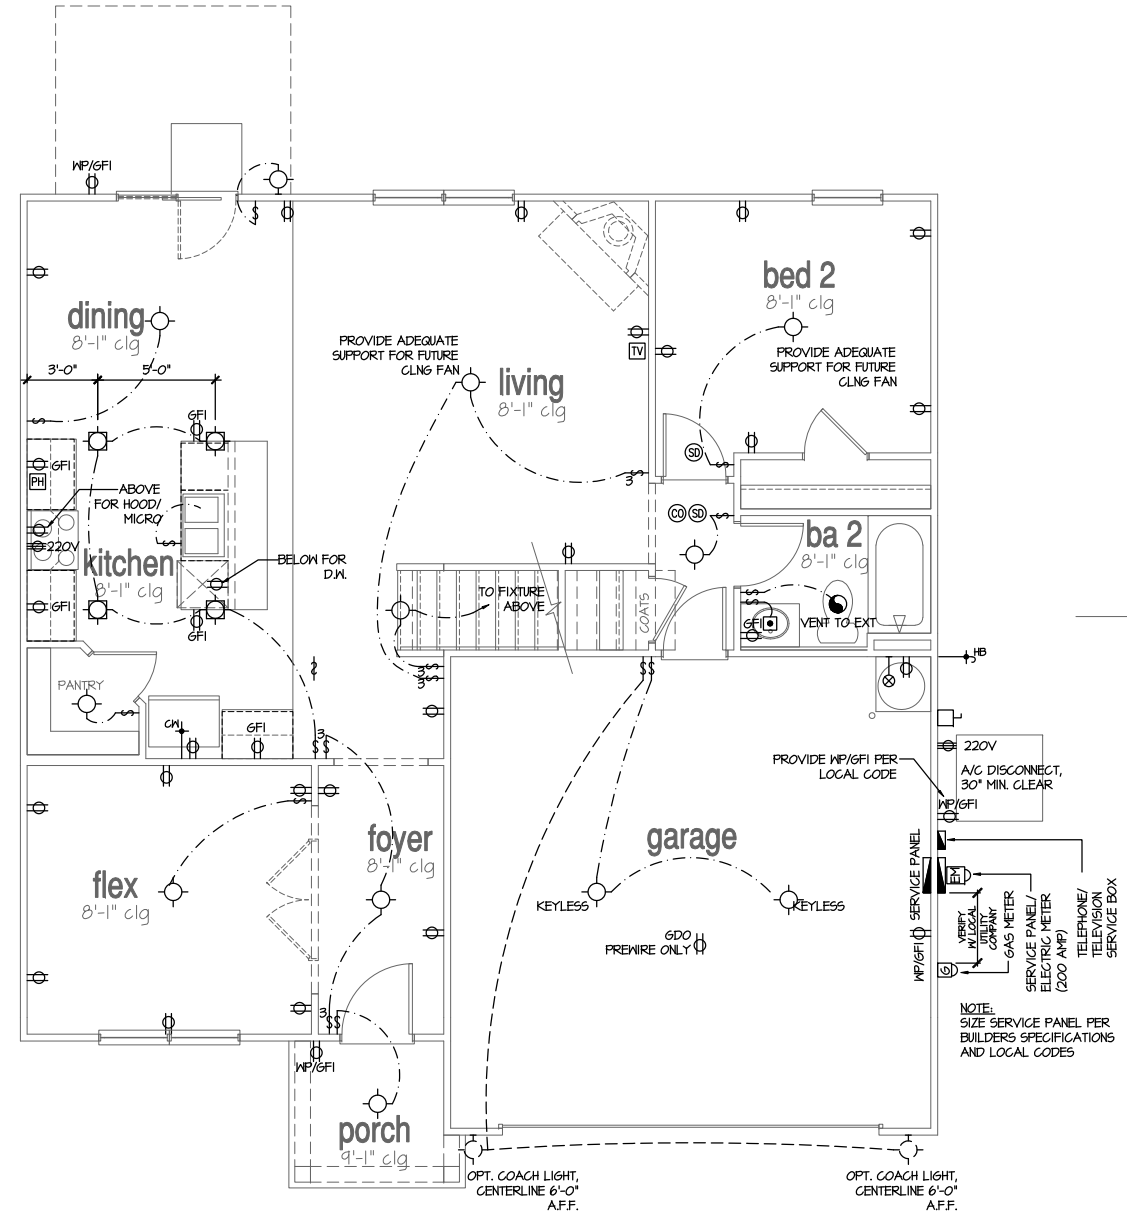 WP/GFI
dining
8'-1" clg
3'-0"
5'-0"
PROVIDE ADEQUATE
SUPPORT FOR FUTURE
CLNG FAN
living
8'-1" clg
TV
bed 2
8'-1" clg
PROVIDE ADEQUATE
SUPPORT FOR FUTURE
CLNG FAN
GFI
GFI
PH
ABOVE
FOR HOOD/
MICRO
220V
kitchen
8'-1" clg
BELOW FOR
D.W.
GFI
GFI
3
SD
CO
SD
ba 2
8'-1" clg
GFI
VENT TO EXT
TO FIXTURE
ABOVE
COATS
3
3
PANTRY
CW
GFI
3
HB
220V
A/C DISCONNECT,
30" MIN. CLEAR
PROVIDE WP/GFI PER
LOCAL CODE
WP/GFI
flex
8'-1" clg
foyer
8'-1" clg
garage
KEYLESS
KEYLESS
GDO
PREWIRE ONLY
SERVICE PANEL
EM
VERIFY
W/ LOCAL
UTILITY
COMPANY
GAS METER
SERVICE PANEL/
ELECTRIC METER
(200 AMP)
TELEPHONE/
TELEVISION
SERVICE BOX
WP/GFI
G
NOTE:
SIZE SERVICE PANEL PER
BUILDERS SPECIFICATIONS
AND LOCAL CODES
3
WP/GFI
porch
9'-1" clg
OPT. COACH LIGHT,
CENTERLINE 6'-0"
A.F.F.
OPT. COACH LIGHT,
CENTERLINE 6'-0"
A.F.F.